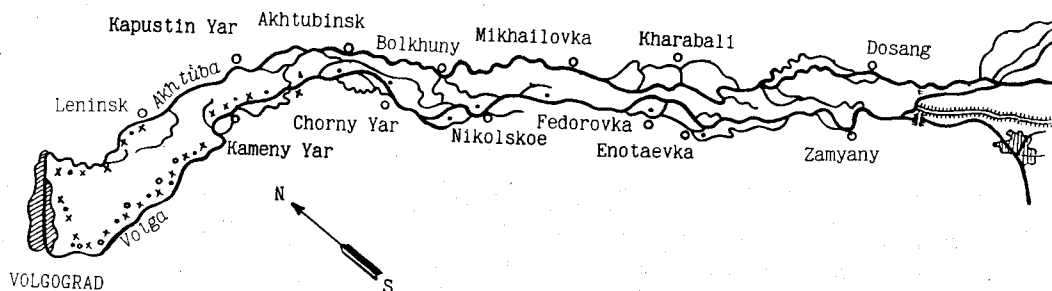 Kapustin Yar
Akhtubinsk
Bolkhuny
Mikhailovka
Kharabali
Dosang
Leninsk
Akhtuba
Chorny Yar
Nikolskoe
Fedorovka
Enotaevka
Zamyany
Kameny Yar
Volga
N
S
VOLGOGRAD